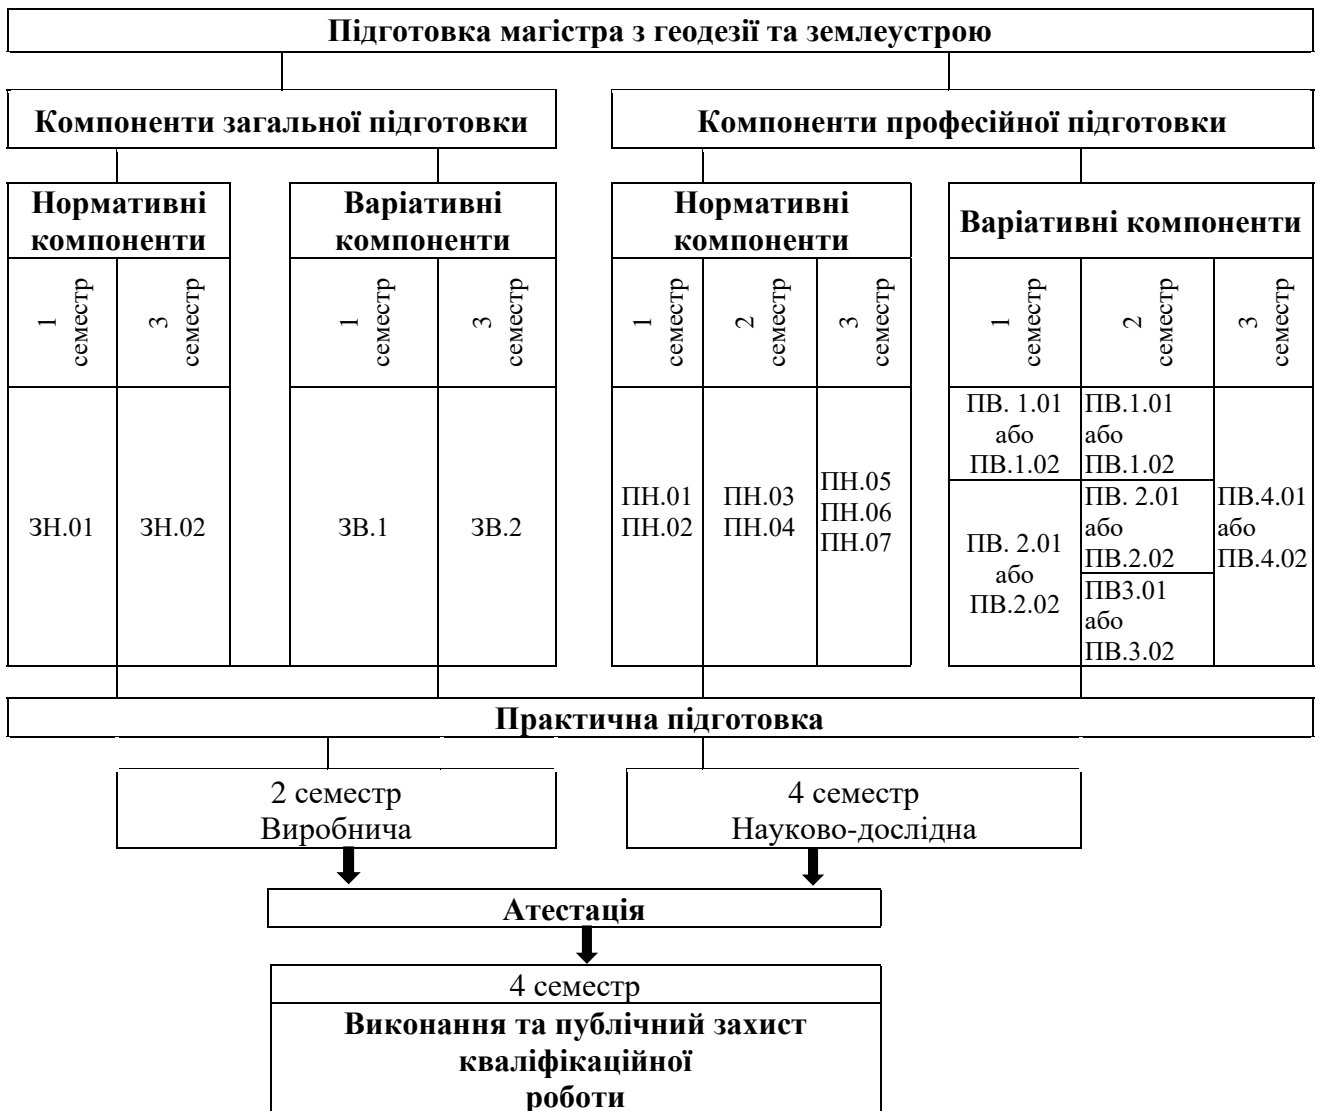 Підготовка магістра з геодезії та землеустрою
Компоненти загальної підготовки
Компоненти професійної підготовки
Нормативні
компоненти
Варіативні
компоненти
Нормативні
компоненти
Варіативні компоненти
1
семестр
3
семестр
1
семестр
3
семестр
1
семестр
2
семестр
3
семестр
1
семестр
2
семестр
3
семестр
ЗН.01
ЗН.02
ЗВ.1
ЗВ.2
ПН.01
ПН.02
ПН.03
ПН.04
ПН.05
ПН.06
ПН.07
ПВ. 1.01
або
ПВ.1.02
ПВ. 2.01
або
ПВ.2.02
ПВ.1.01
або
ПВ.1.02
ПВ. 2.01
або
ПВ.2.02
ПВ3.01
або
ПВ.3.02
ПВ.4.01
або
ПВ.4.02
Практична підготовка
2 семестр
Виробнича
4 семестр
Науково-дослідна
Атестація
4 семестр
Виконання та публічний захист
кваліфікаційної
роботи